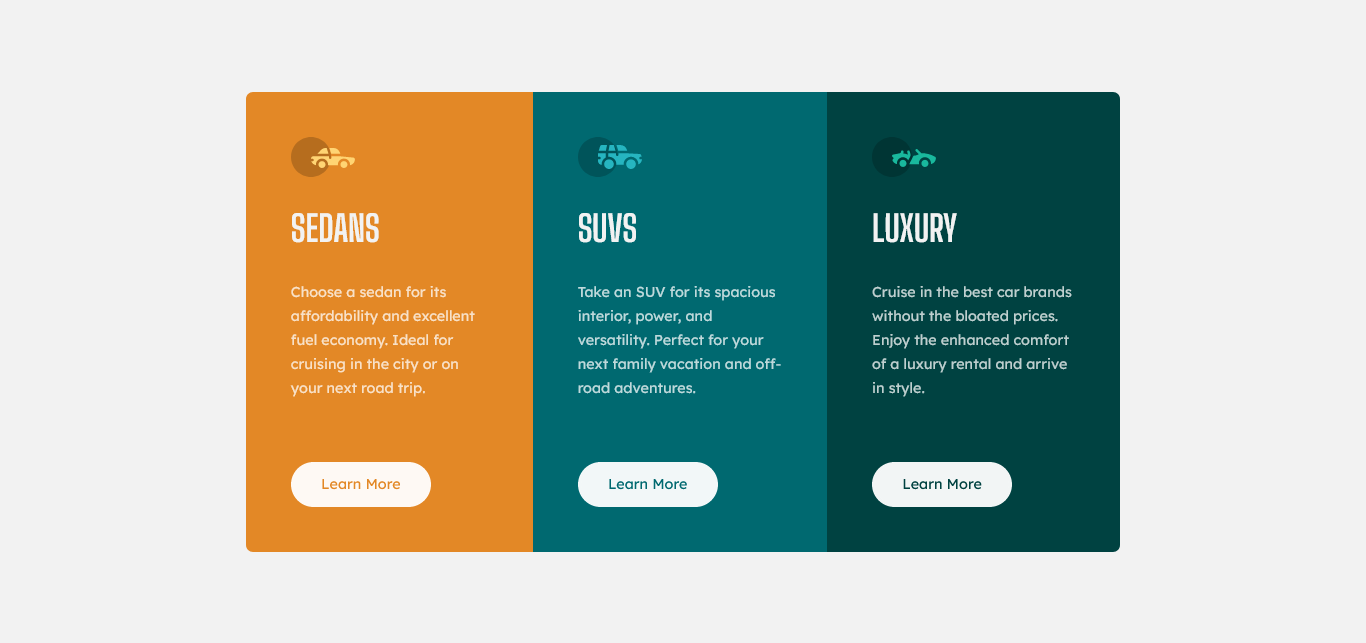 SEDANS
Choose a sedan for its
affordability and excellent
fuel economy. Ideal for
cruising in the city or on
your next road trip.
Learn More
SUVS
Take an SUV for its spacious
interior, power, and
versatility. Perfect for your
next family vacation and off-
road adventures.
Learn More
LUXURY
Cruise in the best car brands
without the bloated prices.
Enjoy the enhanced comfort
of a luxury rental and arrive
in style.
Learn More